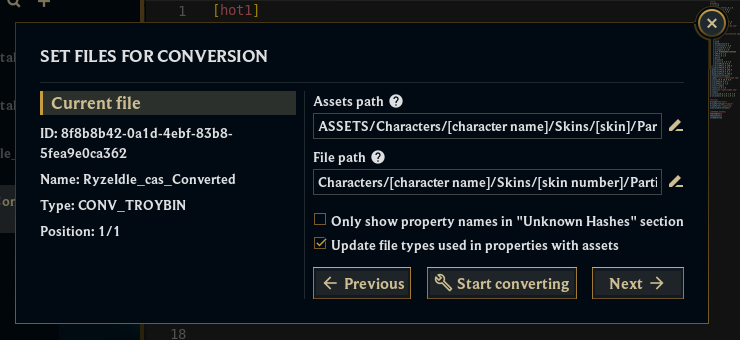 1 [hot1]
SET FILES FOR CONVERSION
Current file
ID: 8f8b8b42-0a1d-4ebf-83b8-
5fea9e0ca362
Name: RyzeIdle_cas_Converted
Type: CONV_TROYBIN
Position: 1/1
Assets path ?
ASSETS/Characters/[character name]/Skins/[skin]/Par
File path ?
Characters/[character name]/Skins/[skin number]/Parti
Only show property names in "Unknown Hashes" section
Update file types used in properties with assets
Previous
Start converting
Next
18